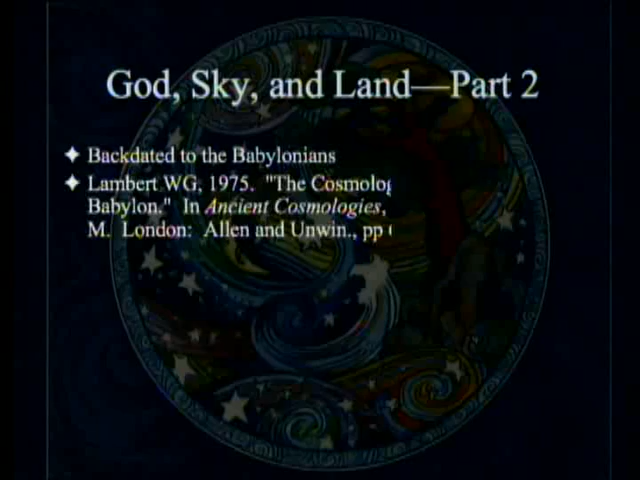 God, Sky, and Land—Part 2
Backdated to the Babylonians
Lambert WG, 1975. "The Cosmolog
Babylon." In Ancient Cosmologies,
M. London: Allen and Unwin., pp